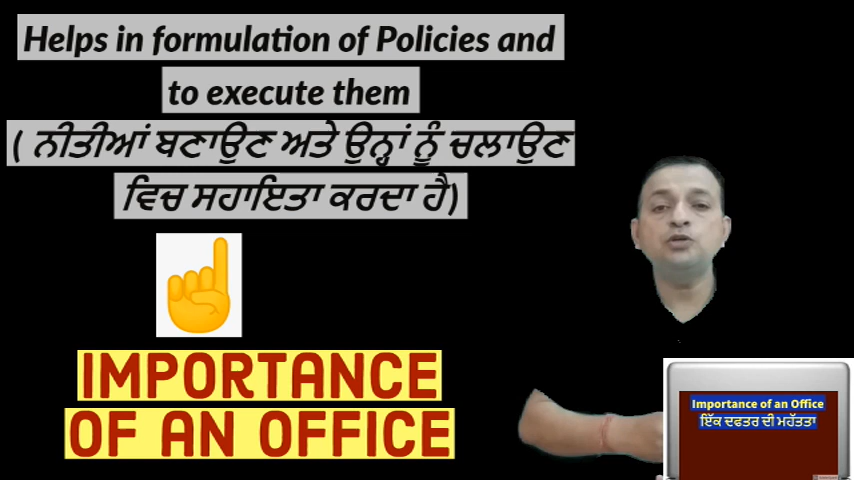 Helps in formulation of Policies and
to execute them
( ਨੀਤੀਆਂ ਬਣਾਉਣ ਅਤੇ ਉਨ੍ਹਾਂ ਨੂੰ ਚਲਾਉਣ
ਵਿਚ ਸਹਾਇਤਾ ਕਰਦਾ ਹੈ)
IMPORTANCE
OF AN OFFICE
Importance of an Office
ਇੱਕ ਦਫਤਰ ਦੀ ਮਹੱਤਤਾ